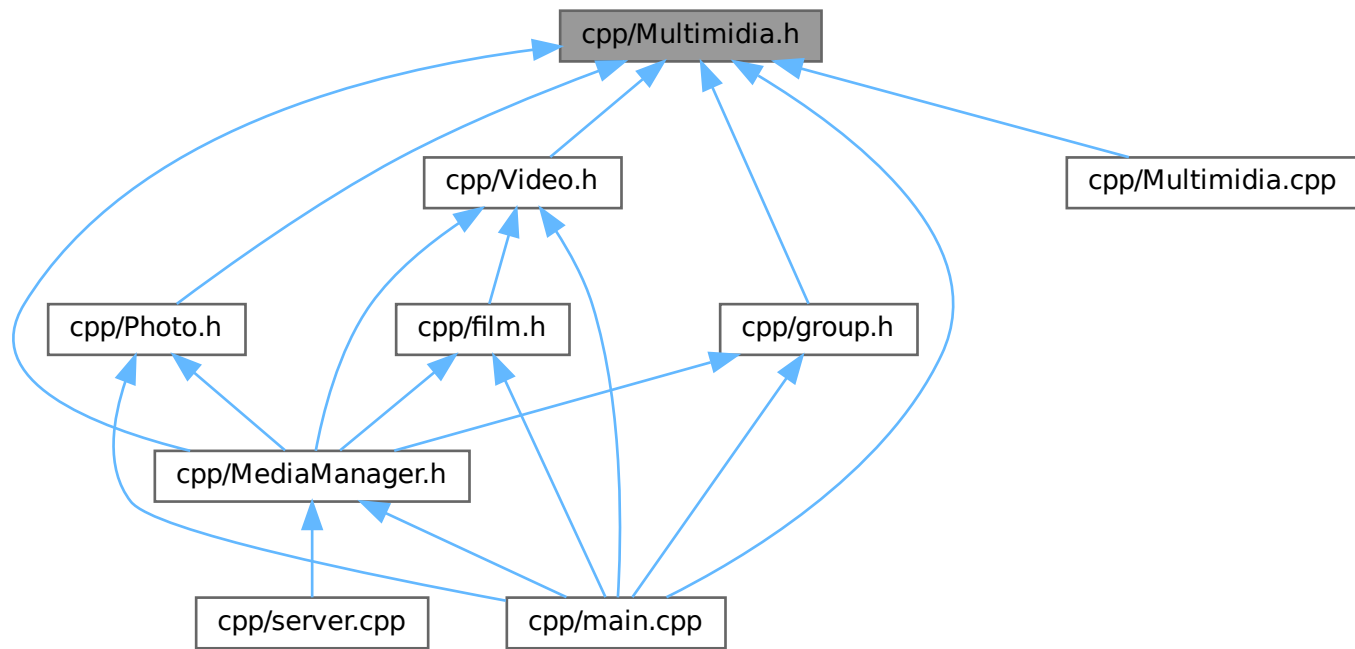 cpp/Multimidia.h
cpp/Video.h
cpp/Multimidia.cpp
cpp/Photo.h
cpp/film.h
cpp/group.h
cpp/MediaManager.h
cpp/server.cpp
cpp/main.cpp